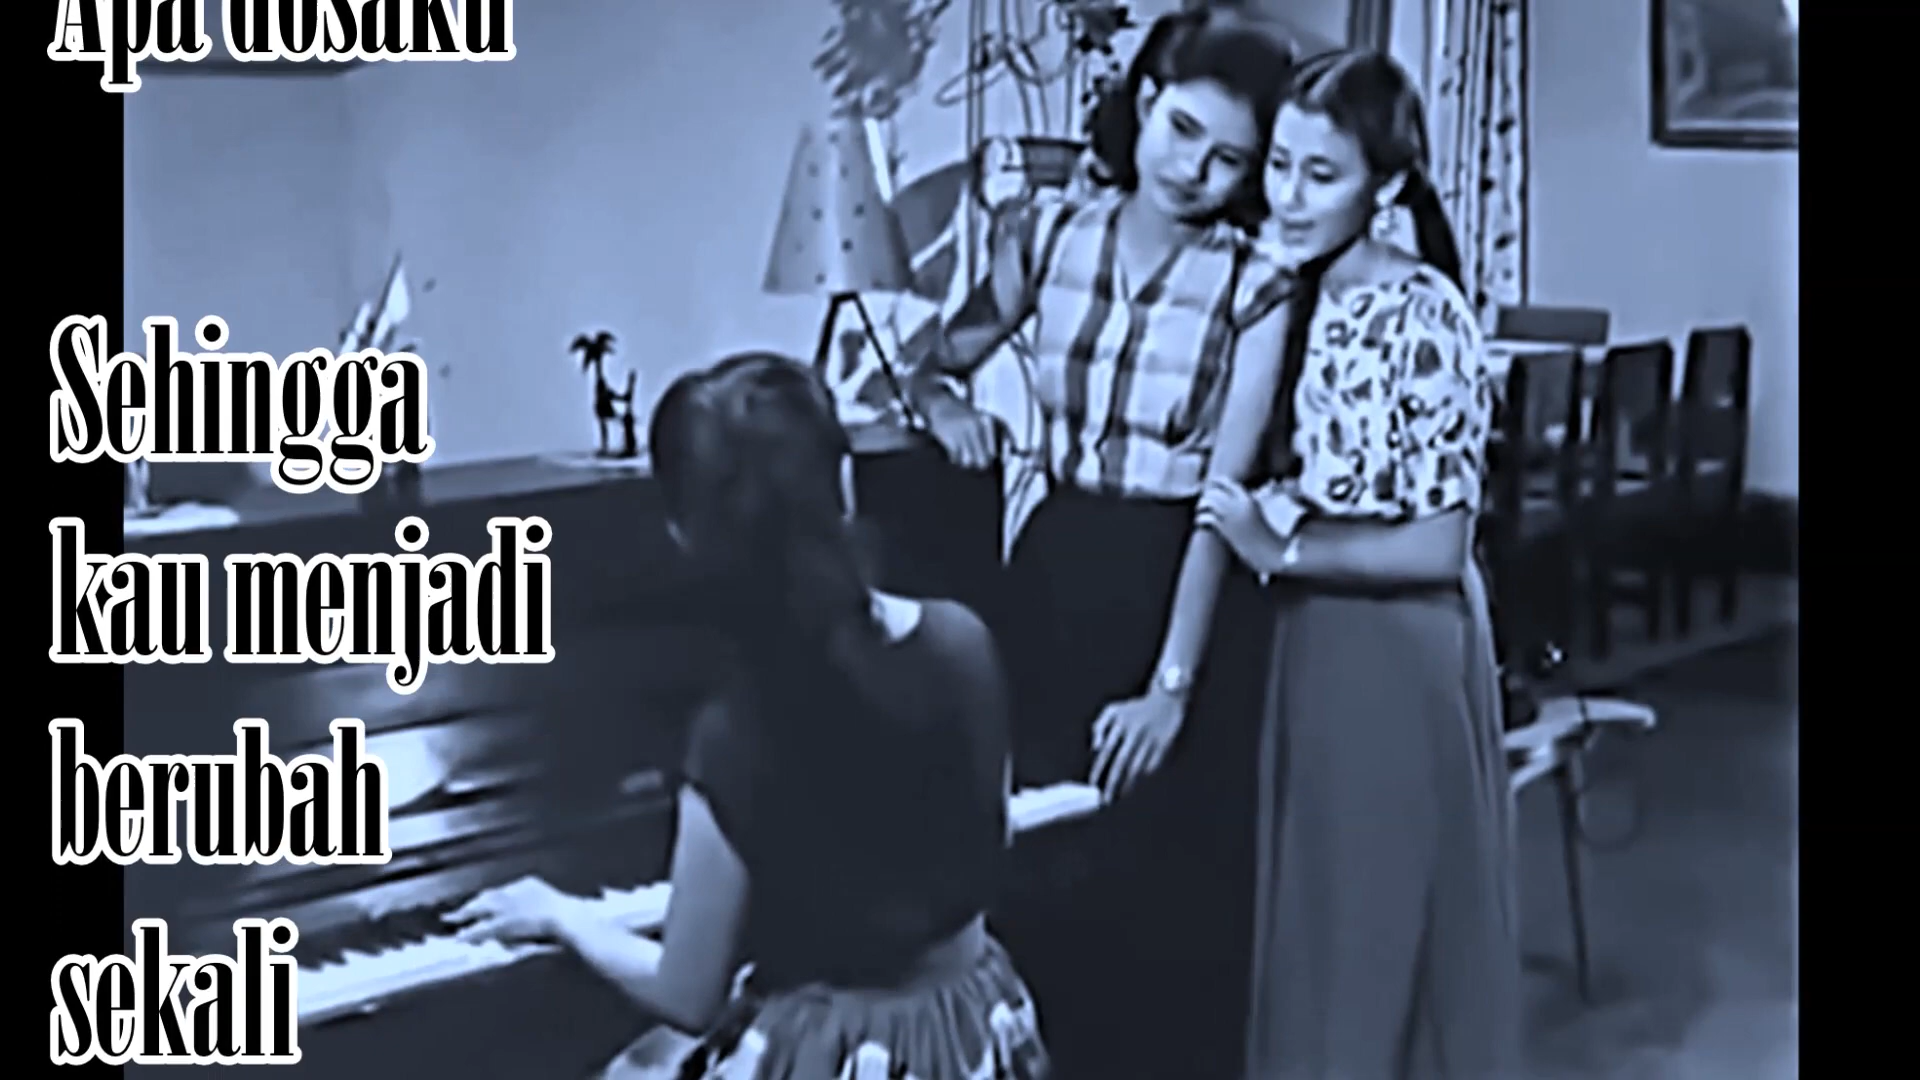 Apa dosaku
Sehingga
kau menjadi
berubah
sekali